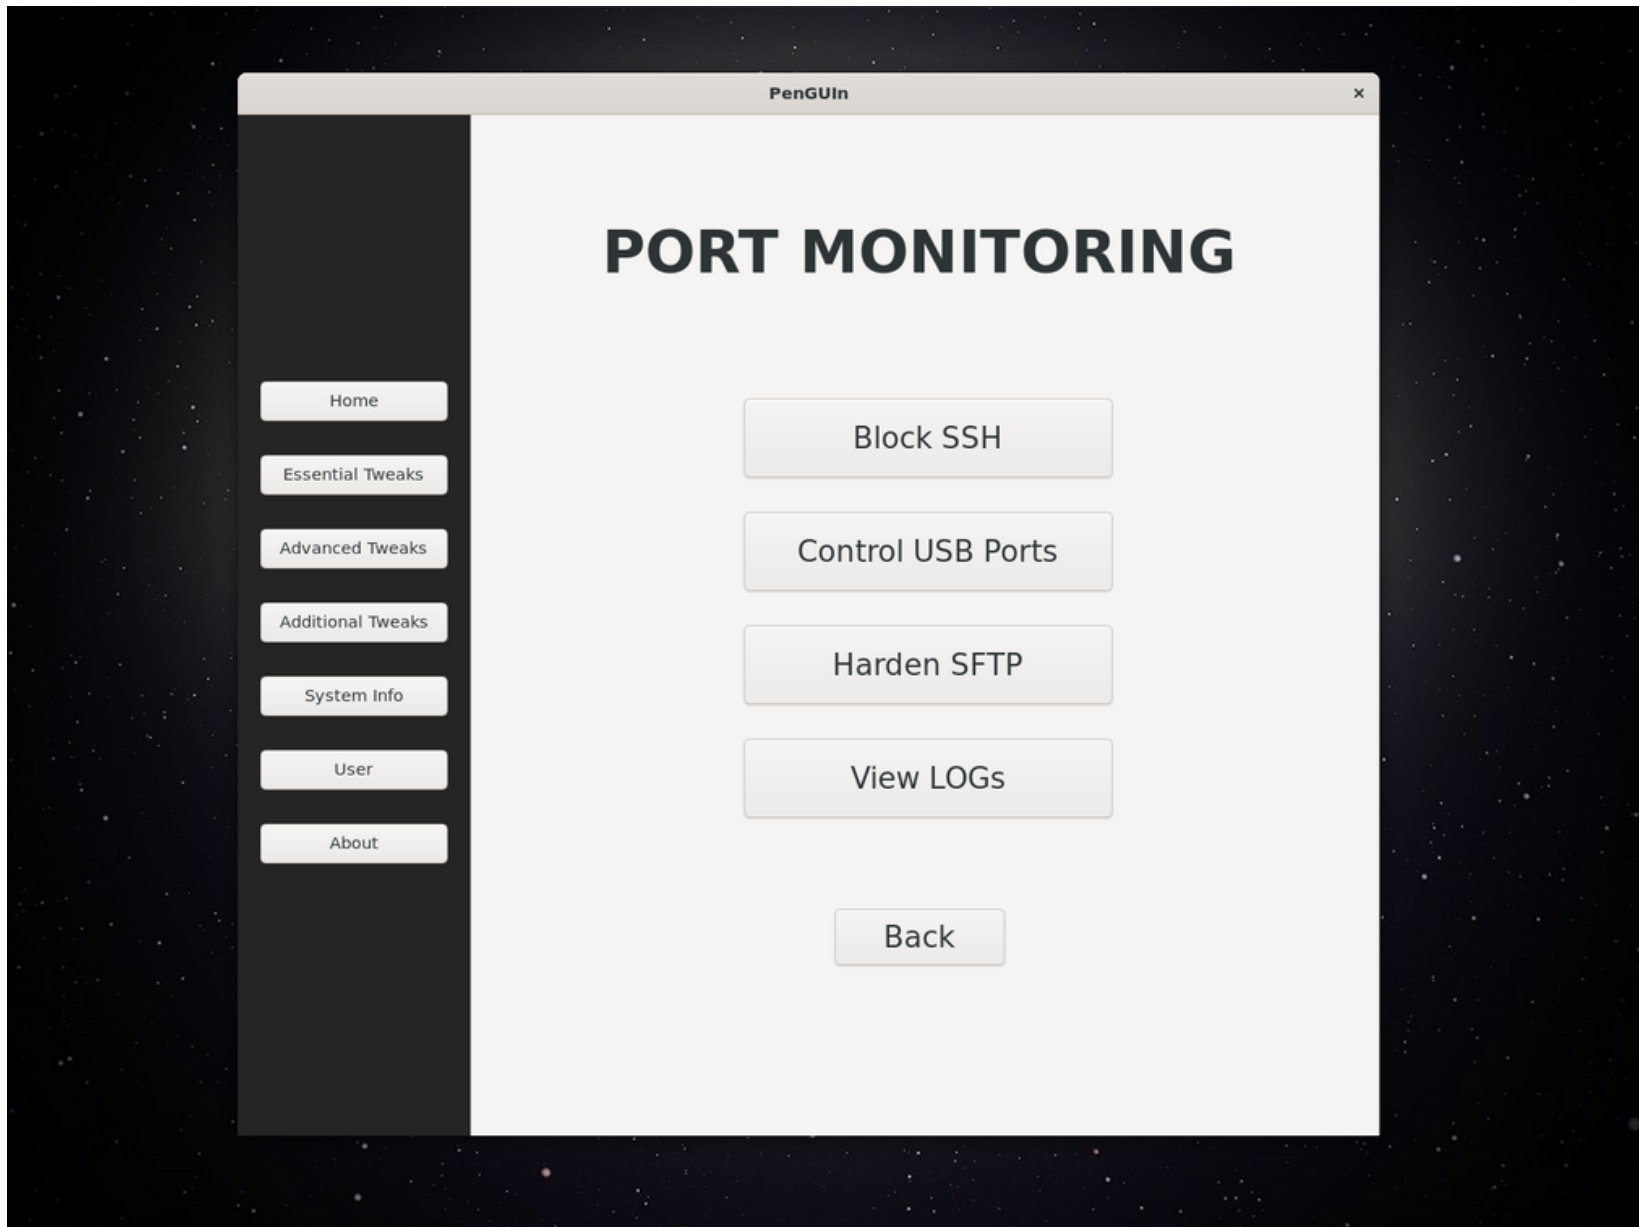 PenGUIn
×
Home
Essential Tweaks
Advanced Tweaks
Additional Tweaks
System Info
User
About
PORT MONITORING
Block SSH
Control USB Ports
Harden SFTP
View LOGs
Back